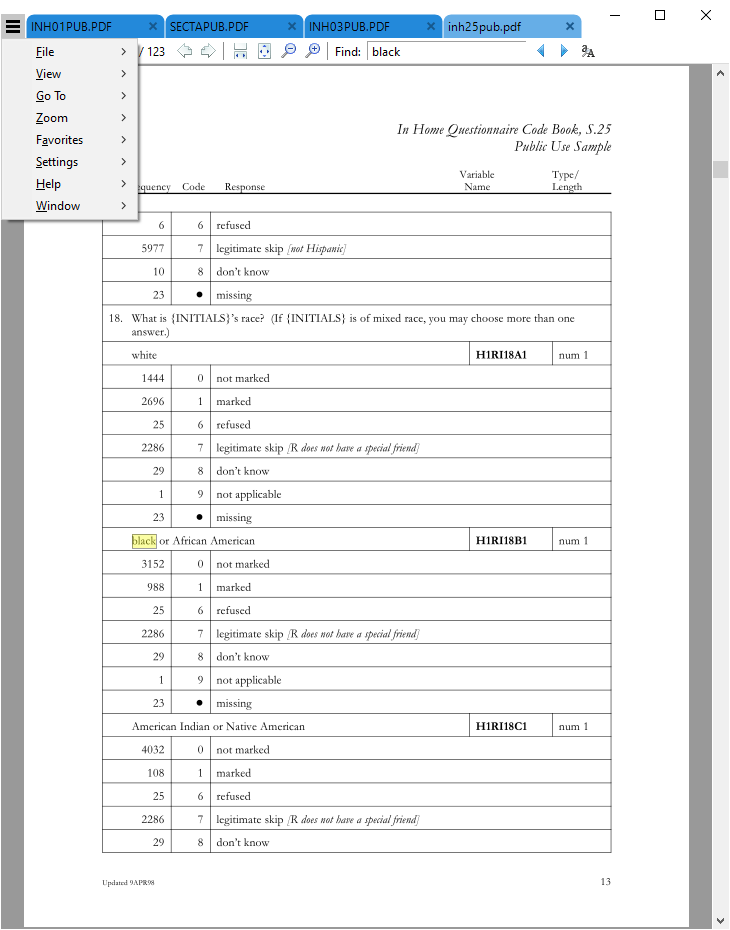 INH01PUB.PDF SECTAPUB.PDF INH03PUB.PDF inh25pub.pdf
/ 123 Find: black
File
View
Go To
Zoom
Favorites
Settings
Help
Window
In Home Questionnaire Code Book, S.25
Public Use Sample
Variable Type/
equency Code Response Name Length
6 6 refused
5977 7 legitimate skip [not Hispanic]
10 8 don't know
23 ● missing
18. What is {INITIALS}'s race? (If {INITIALS} is of mixed race, you may choose more than one
answer.)
white H1RI18A1 num 1
1444 0 not marked
2696 1 marked
25 6 refused
2286 7 legitimate skip [R does not have a special friend]
29 8 don't know
1 9 not applicable
23 ● missing
black or African American H1RI18B1 num 1
3152 0 not marked
988 1 marked
25 6 refused
2286 7 legitimate skip [R does not have a special friend]
29 8 don't know
1 9 not applicable
23 ● missing
American Indian or Native American H1RI18C1 num 1
4032 0 not marked
108 1 marked
25 6 refused
2286 7 legitimate skip [R does not have a special friend]
29 8 don't know
Updated 9APR98 13